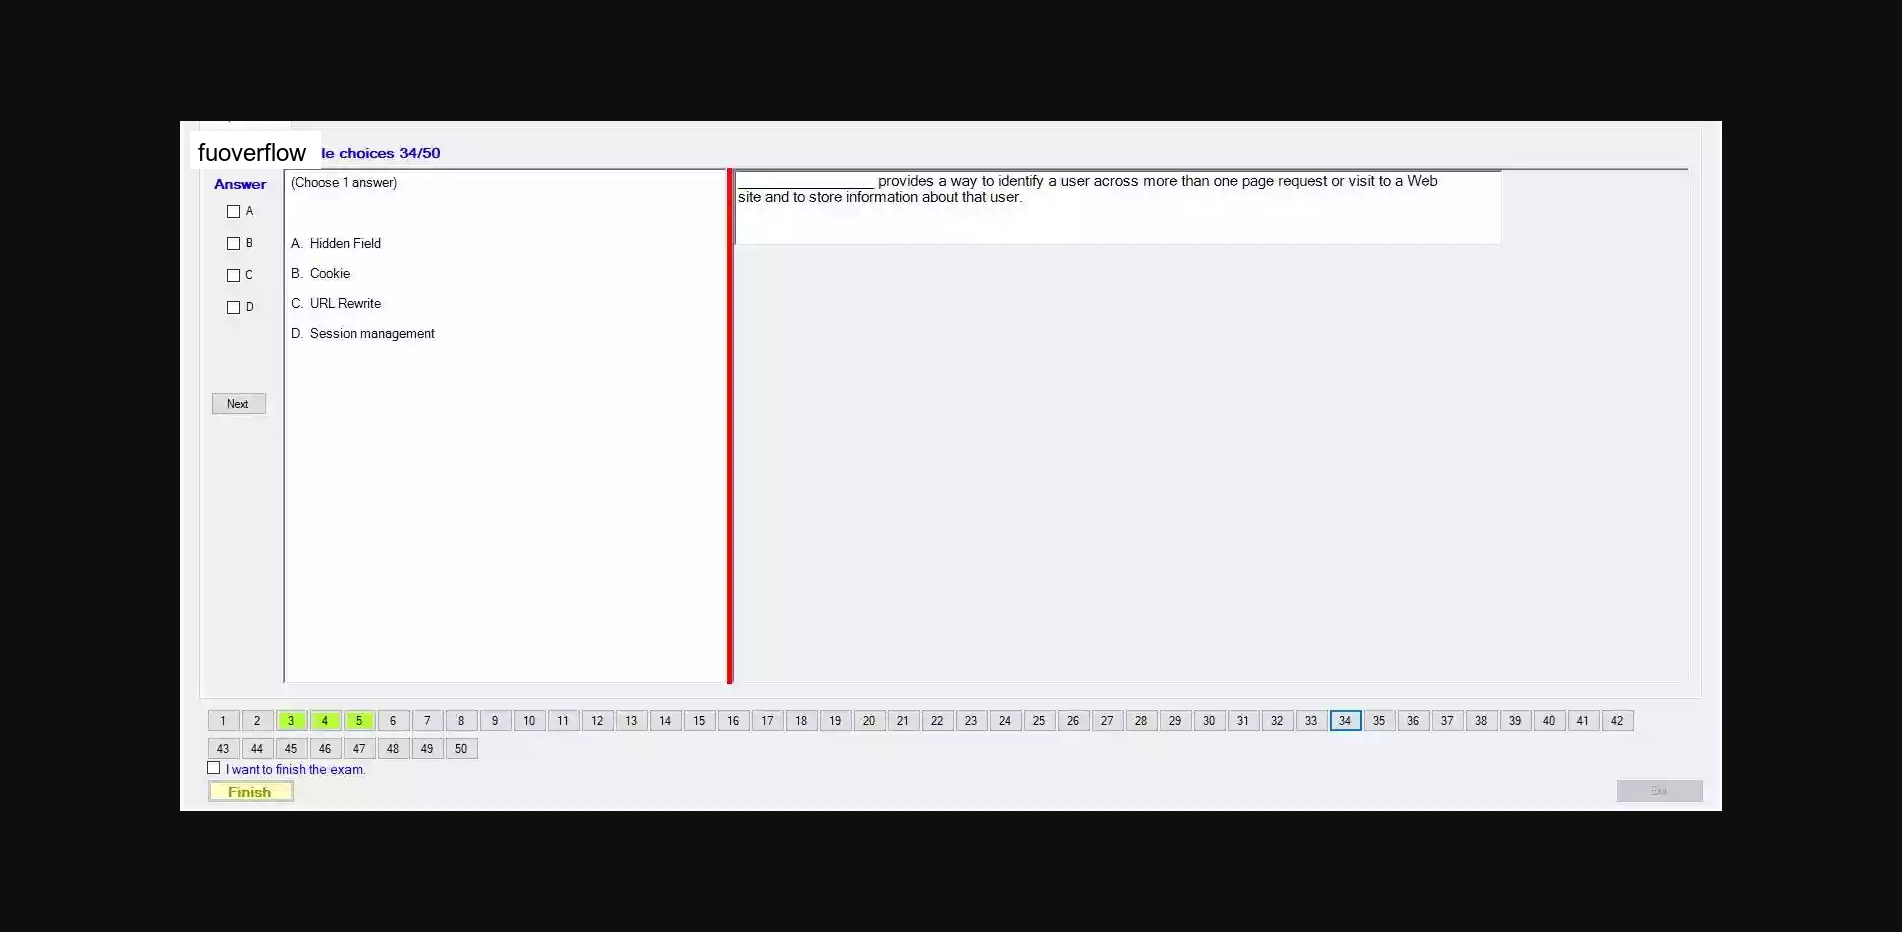 fuoverflow
le choices 34/50
Answer
A
B
C
D
Next
(Choose 1 answer)
A. Hidden Field
B. Cookie
C. URL Rewrite
D. Session management
_________________ provides a way to identify a user across more than one page request or visit to a Web
site and to store information about that user.
1 2 3 4 5 6 7 8 9 10 11 12 13 14 15 16 17 18 19 20 21 22 23 24 25 26 27 28 29 30 31 32 33 34 35 36 37 38 39 40 41 42
43 44 45 46 47 48 49 50
I want to finish the exam.
Finish
Exit